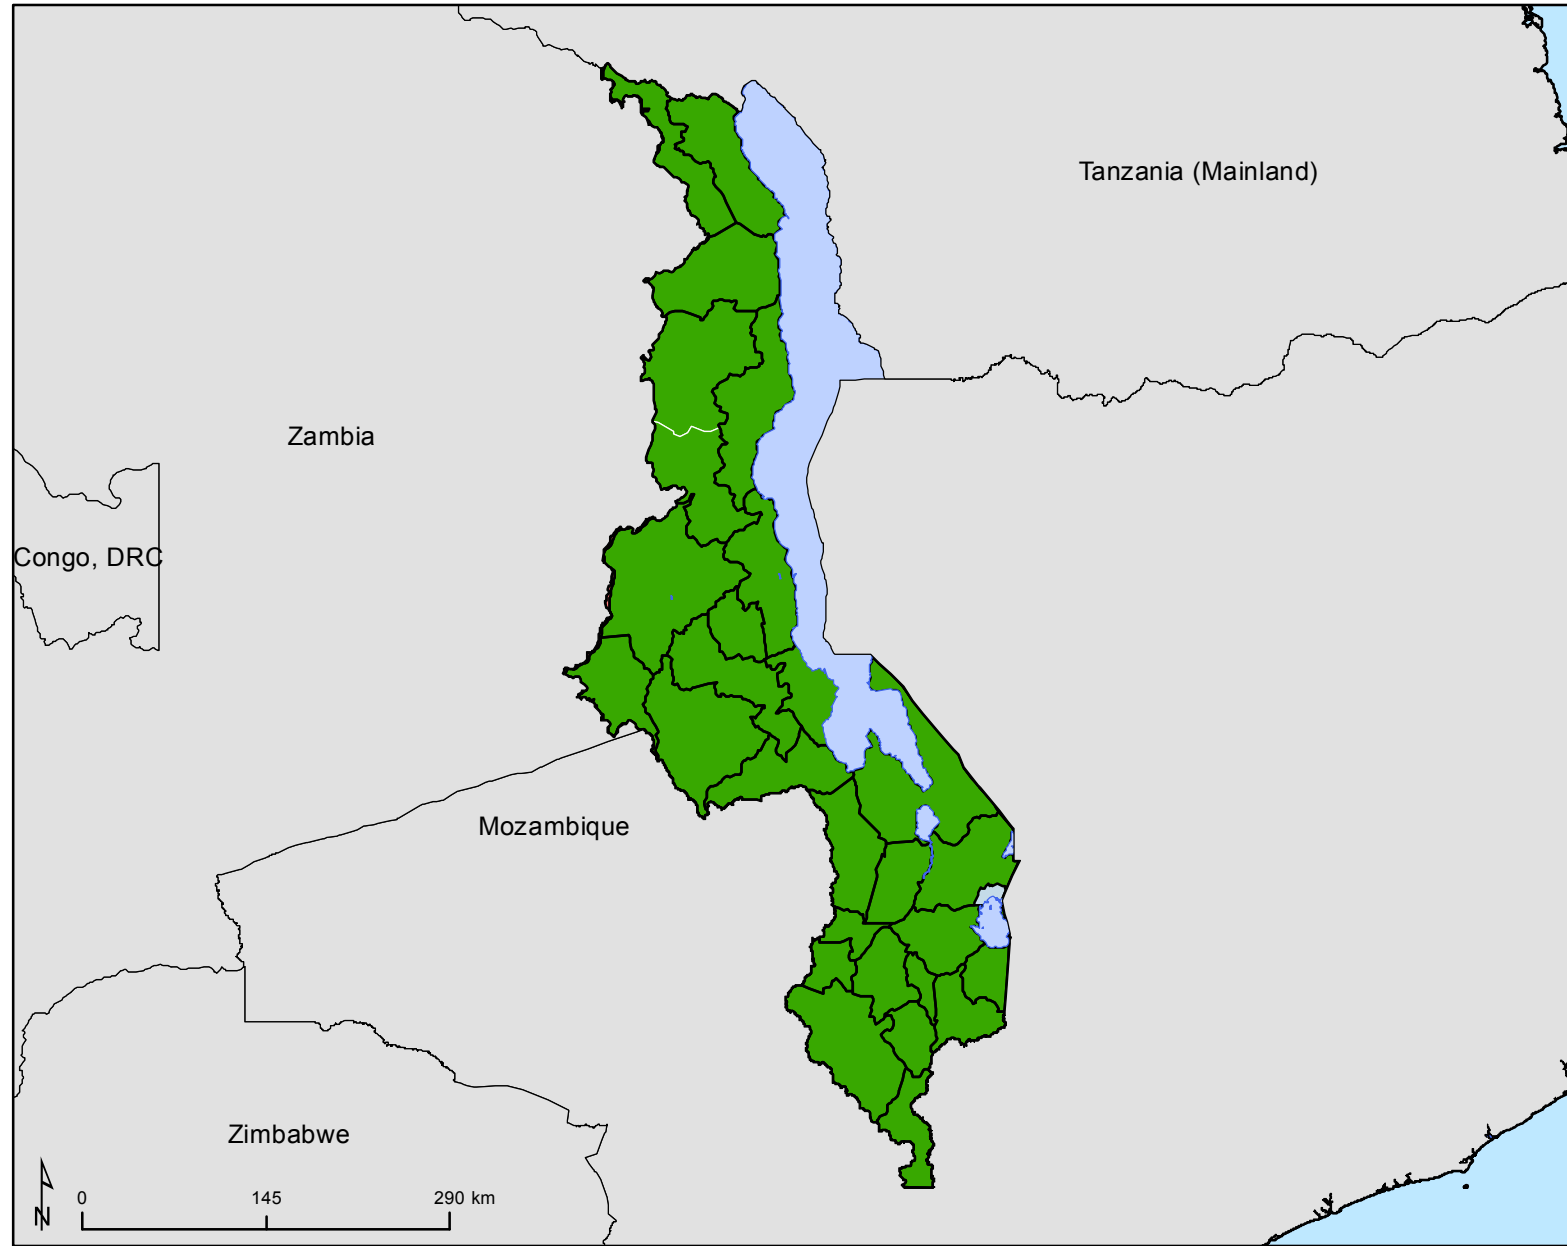 Tanzania (Mainland)
Zambia
Congo, DRC
Mozambique
Zimbabwe
N
0 145 290 km